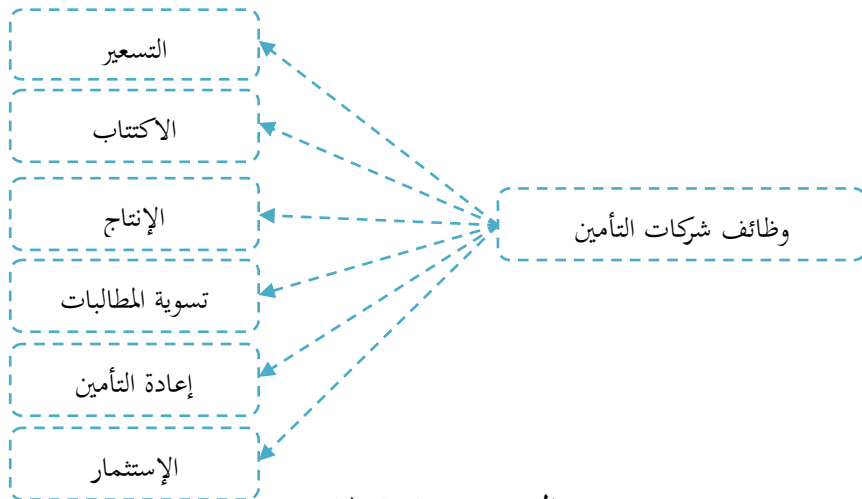 وظائف شركات التأمين
التسعير
الاكتتاب
الإنتاج
تسوية المطالبات
إعادة التأمين
الإستثمار